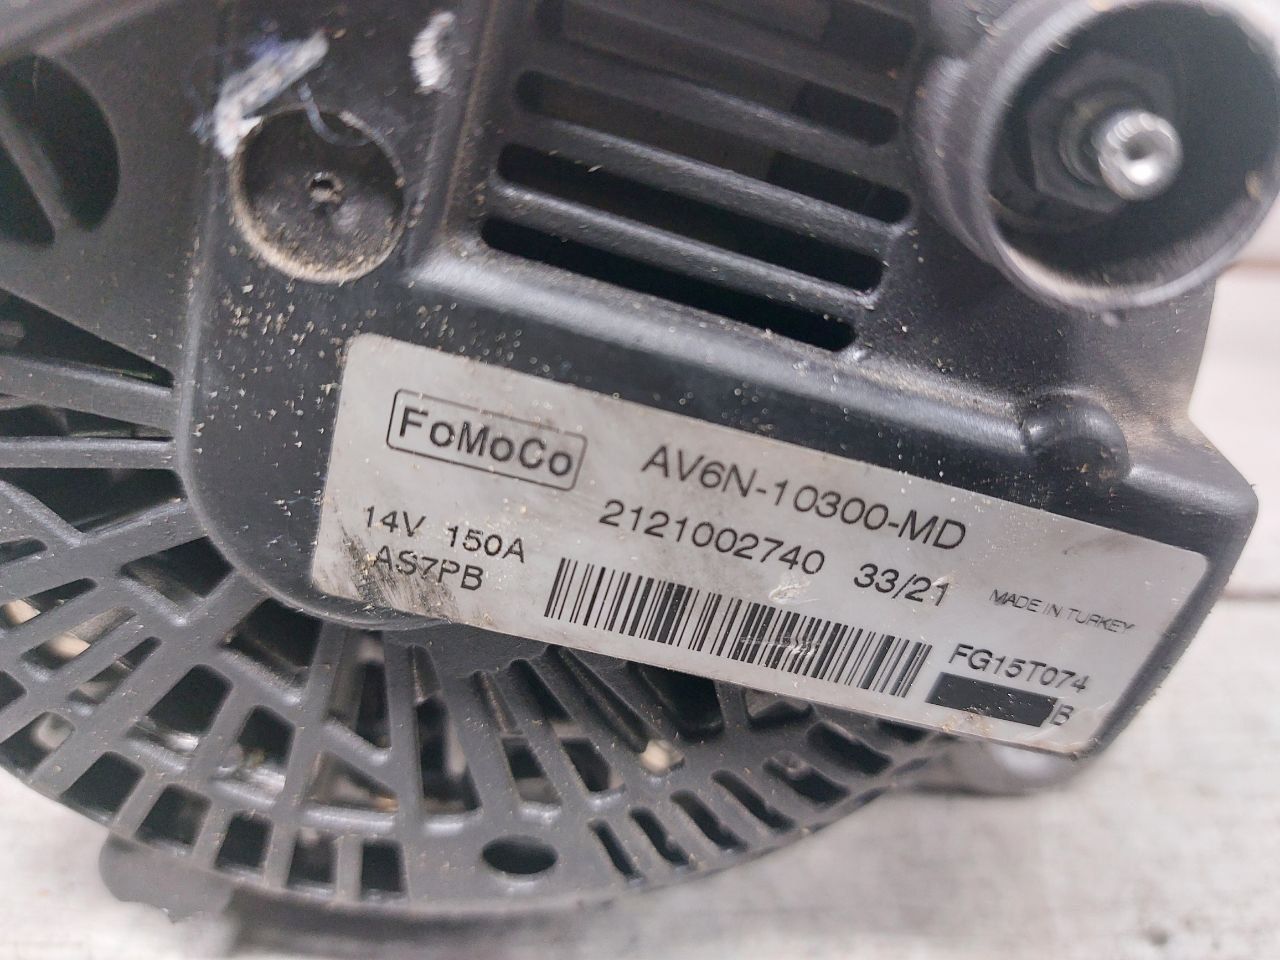 FoMoCo AV6N-10300-MD
14V 150A 2121002740 33/21 MADE IN TURKEY
AS7PB FG15T074
B